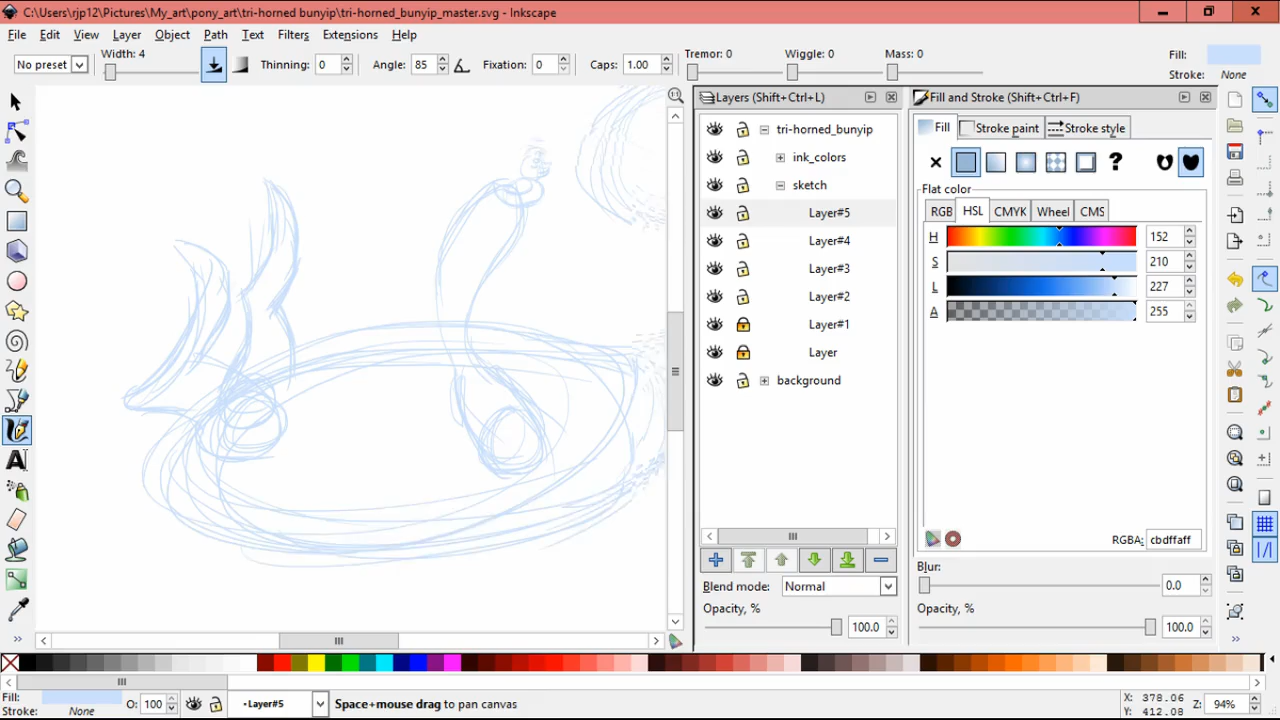 C:\Users\rjp12\Pictures\My_art\pony_art\tri-horned bunyip\tri-horned_bunyip_master.svg - Inkscape
File Edit View Layer Object Path Text Filters Extensions Help
No preset Width: 4 Thinning: 0 Angle: 85 Fixation: 0 Caps: 1.00 Tremor: 0 Wiggle: 0 Mass: 0 Fill:
Stroke: None
Layers (Shift+Ctrl+L) Fill and Stroke (Shift+Ctrl+F)
tri-horned_bunyip
ink_colors
sketch
Layer#5
Layer#4
Layer#3
Layer#2
Layer#1
Layer
background
Blend mode: Normal
Opacity, % 100.0
Fill Stroke paint Stroke style
Flat color
RGB HSL CMYK Wheel CMS
H 152
S 210
L 227
A 255
RGBA: cbdffaff
Blur:
0.0
Opacity, %
100.0
Fill:
Stroke: None O: 100 •Layer#5 Space+mouse drag to pan canvas X: 378.06
Y: 412.08 Z: 94%